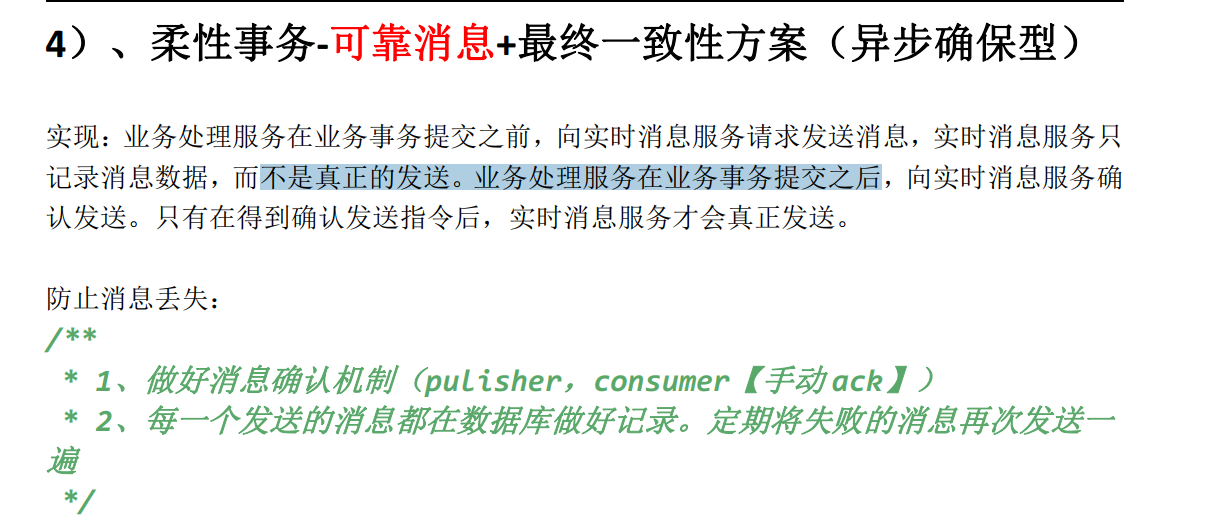 4）、柔性事务-可靠消息+最终一致性方案（异步确保型）
实现：业务处理服务在业务事务提交之前，向实时消息服务请求发送消息，实时消息服务只
记录消息数据，而不是真正的发送。业务处理服务在业务事务提交之后，向实时消息服务确
认发送。只有在得到确认发送指令后，实时消息服务才会真正发送。
防止消息丢失：
/**
* 1、做好消息确认机制（pulisher，consumer【手动ack】）
* 2、每一个发送的消息都在数据库做好记录。定期将失败的消息再次发送一
遍
*/